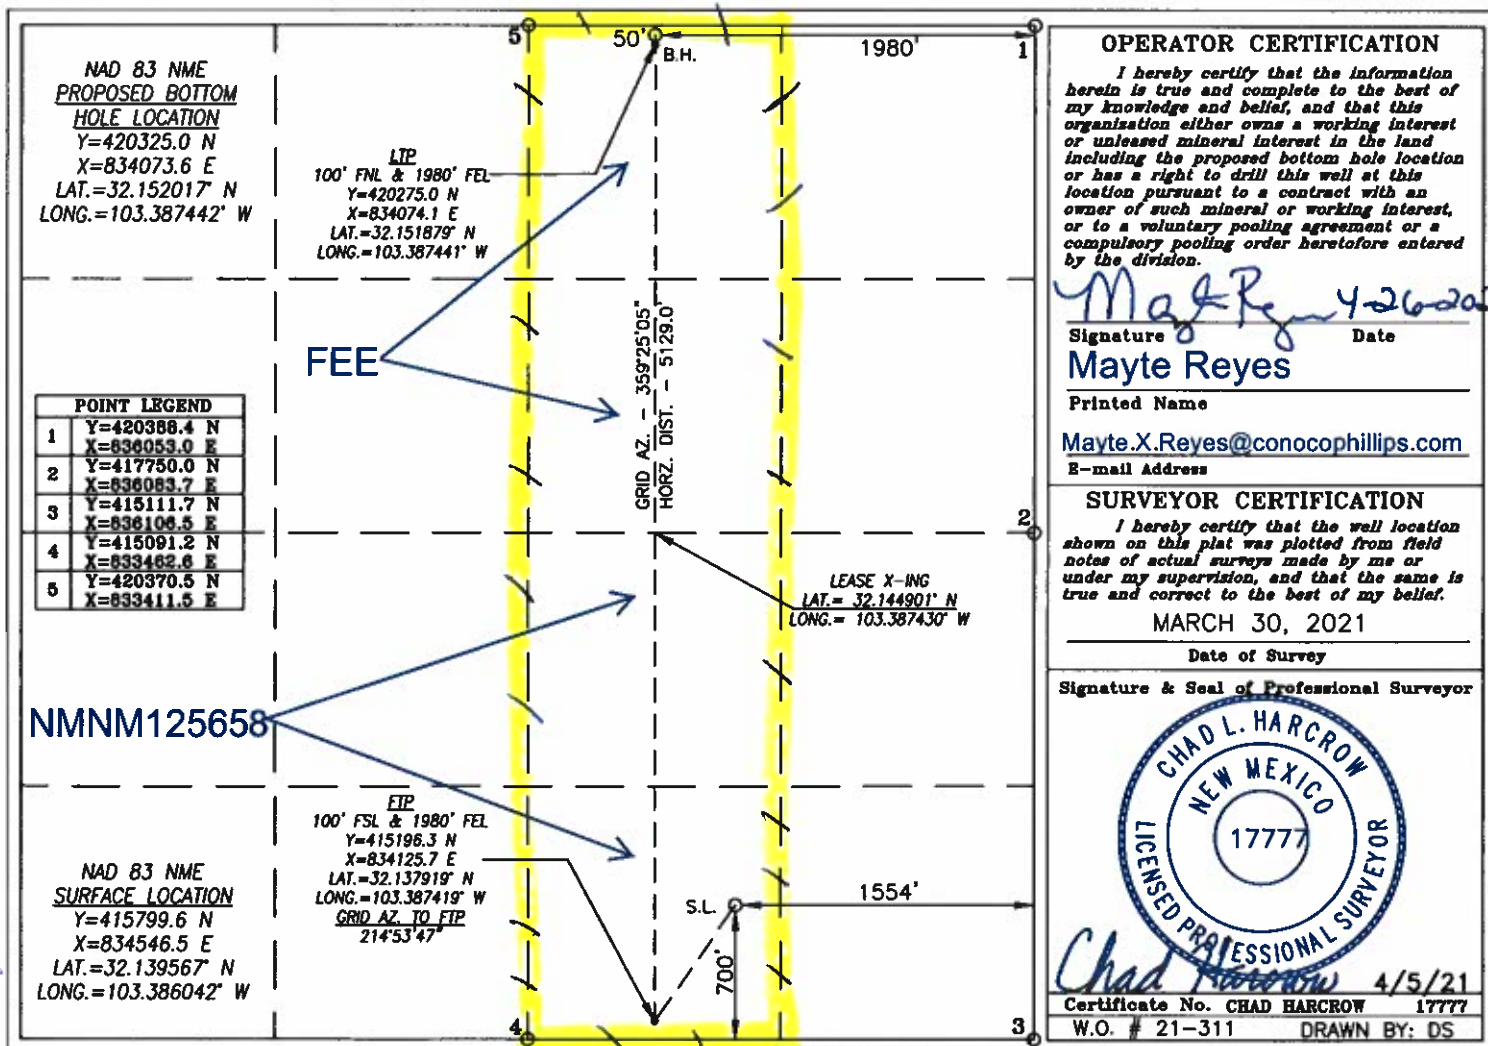 NAD 83 NME
PROPOSED BOTTOM
HOLE LOCATION
Y=420325.0 N
X=834073.6 E
LAT.=32.152017° N
LONG.=103.387442° W
5
50'
B.H.
1980'
1
LTP
100' FNL & 1980' FEL
Y=420275.0 N
X=834074.1 E
LAT.=32.151879° N
LONG.=103.387441° W
FEE
GRID AZ. - 359°25'05"
HORZ. DIST. - 5129.0'
POINT LEGEND
1 Y=420388.4 N
X=836053.0 E
2 Y=417750.0 N
X=836083.7 E
3 Y=415111.7 N
X=836106.5 E
4 Y=415091.2 N
X=833462.6 E
5 Y=420370.5 N
X=833411.5 E
2
LEASE X-ING
LAT.= 32.144901° N
LONG.= 103.387430° W
NMNM125658
FTP
100' FSL & 1980' FEL
Y=415196.3 N
X=834125.7 E
LAT.=32.137919° N
LONG.=103.387419° W
GRID AZ. TO FTP
214°53'47"
NAD 83 NME
SURFACE LOCATION
Y=415799.6 N
X=834546.5 E
LAT.=32.139567° N
LONG.=103.386042° W
S.L.
1554'
700'
4
3
OPERATOR CERTIFICATION
I hereby certify that the information
herein is true and complete to the best of
my knowledge and belief, and that this
organization either owns a working interest
or unleased mineral interest in the land
including the proposed bottom hole location
or has a right to drill this well at this
location pursuant to a contract with an
owner of such mineral or working interest,
or to a voluntary pooling agreement or a
compulsory pooling order heretofore entered
by the division.
4-26-202
Signature Date
Mayte Reyes
Printed Name
Mayte.X.Reyes@conocophillips.com
E-mail Address
SURVEYOR CERTIFICATION
I hereby certify that the well location
shown on this plat was plotted from field
notes of actual surveys made by me or
under my supervision, and that the same is
true and correct to the best of my belief.
MARCH 30, 2021
Date of Survey
Signature & Seal of Professional Surveyor
CHAD L. HARCROW
NEW MEXICO
17777
LICENSED PROFESSIONAL SURVEYOR
Chad Harcrow 4/5/21
Certificate No. CHAD HARCROW 17777
W.O. # 21-311 DRAWN BY: DS